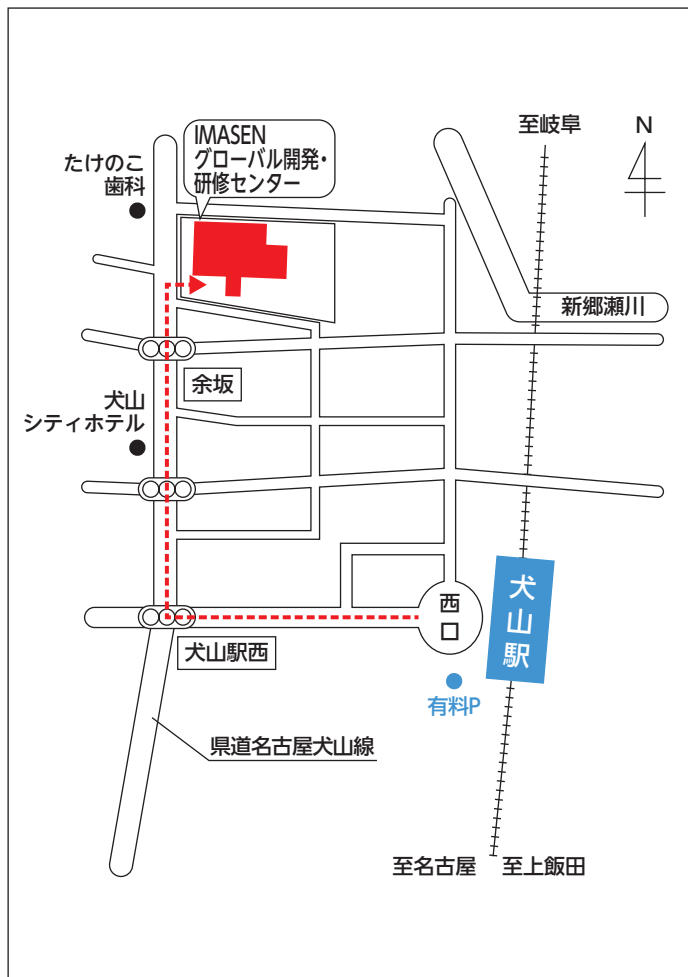 IMASEN
グローバル開発・
研修センター
至岐阜
N
たけのこ
歯科
新郷瀬川
余坂
犬山
シティホテル
西口
犬山駅
犬山駅西
有料P
県道名古屋犬山線
至名古屋
至上飯田